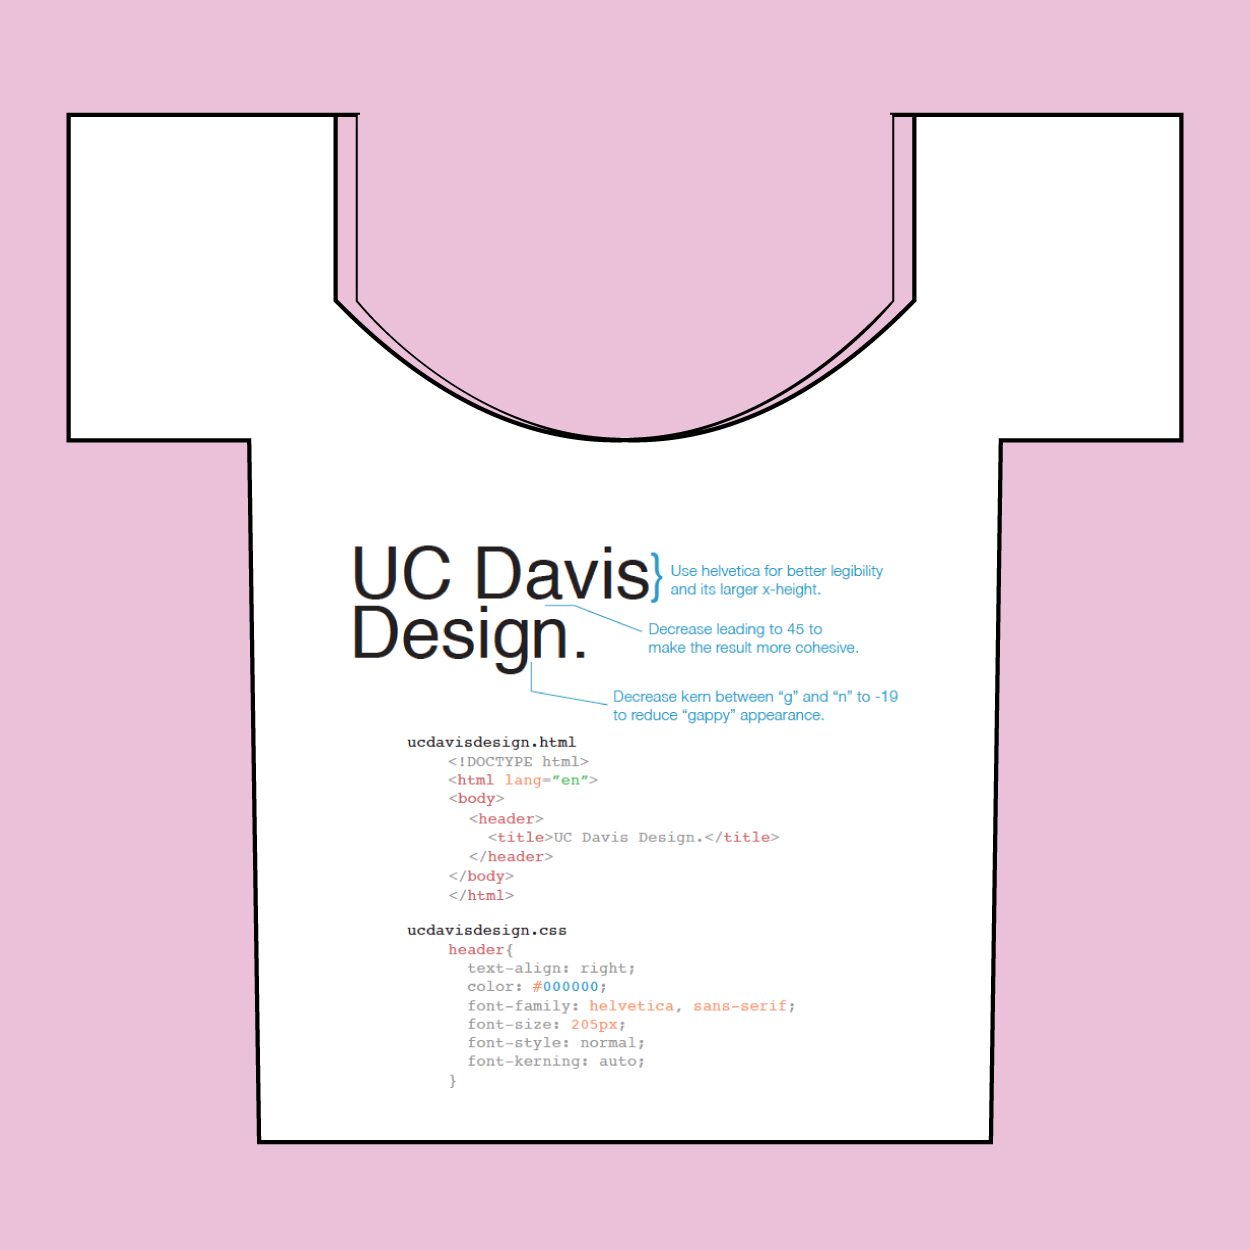 UC Davis}
Use helvetica for better legibility
and its larger x-height.
Design.
Decrease leading to 45 to
make the result more cohesive.
Decrease kern between “g” and “n” to -19
to reduce “gappy” appearance.
ucdavisdesign.html
<!DOCTYPE html>
<html lang=”en”>
<body>
<header>
<title>UC Davis Design.</title>
</header>
</body>
</html>
ucdavisdesign.css
header{
text-align: right;
color: #000000;
font-family: helvetica, sans-serif;
font-size: 205px;
font-style: normal;
font-kerning: auto;
}